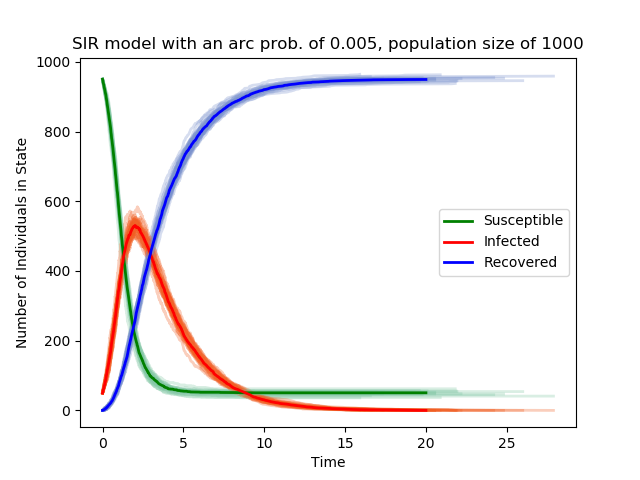 SIR model with an arc prob. of 0.005, population size of 1000
Number of Individuals in State
1000
800
600
400
200
0
Susceptible
Infected
Recovered
0 5 10 15 20 25
Time